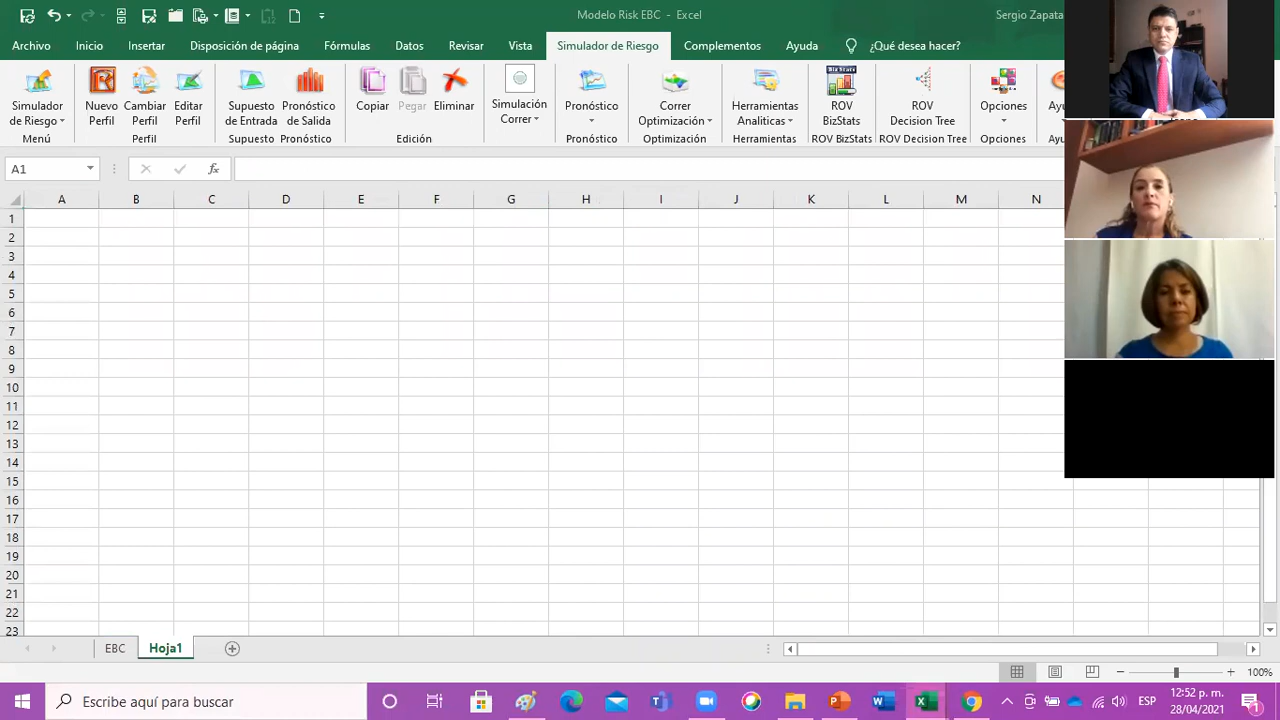 Modelo Risk EBC - Excel
Sergio Zapata
Archivo Inicio Insertar Disposición de página Fórmulas Datos Revisar Vista Simulador de Riesgo Complementos Ayuda ¿Qué desea hacer?
Simulador de Riesgo
Nuevo Perfil
Cambiar Perfil
Editar Perfil
Supuesto de Entrada
Pronóstico de Salida
Copiar
Pegar
Eliminar
Simulación Correr
Pronóstico
Correr Optimización
Herramientas Analíticas
BIZ STATS
ROV BizStats
ROV Decision Tree
Opciones
Menú Perfil Supuesto Pronóstico Edición Pronóstico Optimización Herramientas ROV BizStats ROV Decision Tree Opciones
A1
fx
A B C D E F G H I J K L M N
1
2
3
4
5
6
7
8
9
10
11
12
13
14
15
16
17
18
19
20
21
22
23
EBC Hoja1
100%
Escribe aquí para buscar
ESP
12:52 p. m.
28/04/2021
1